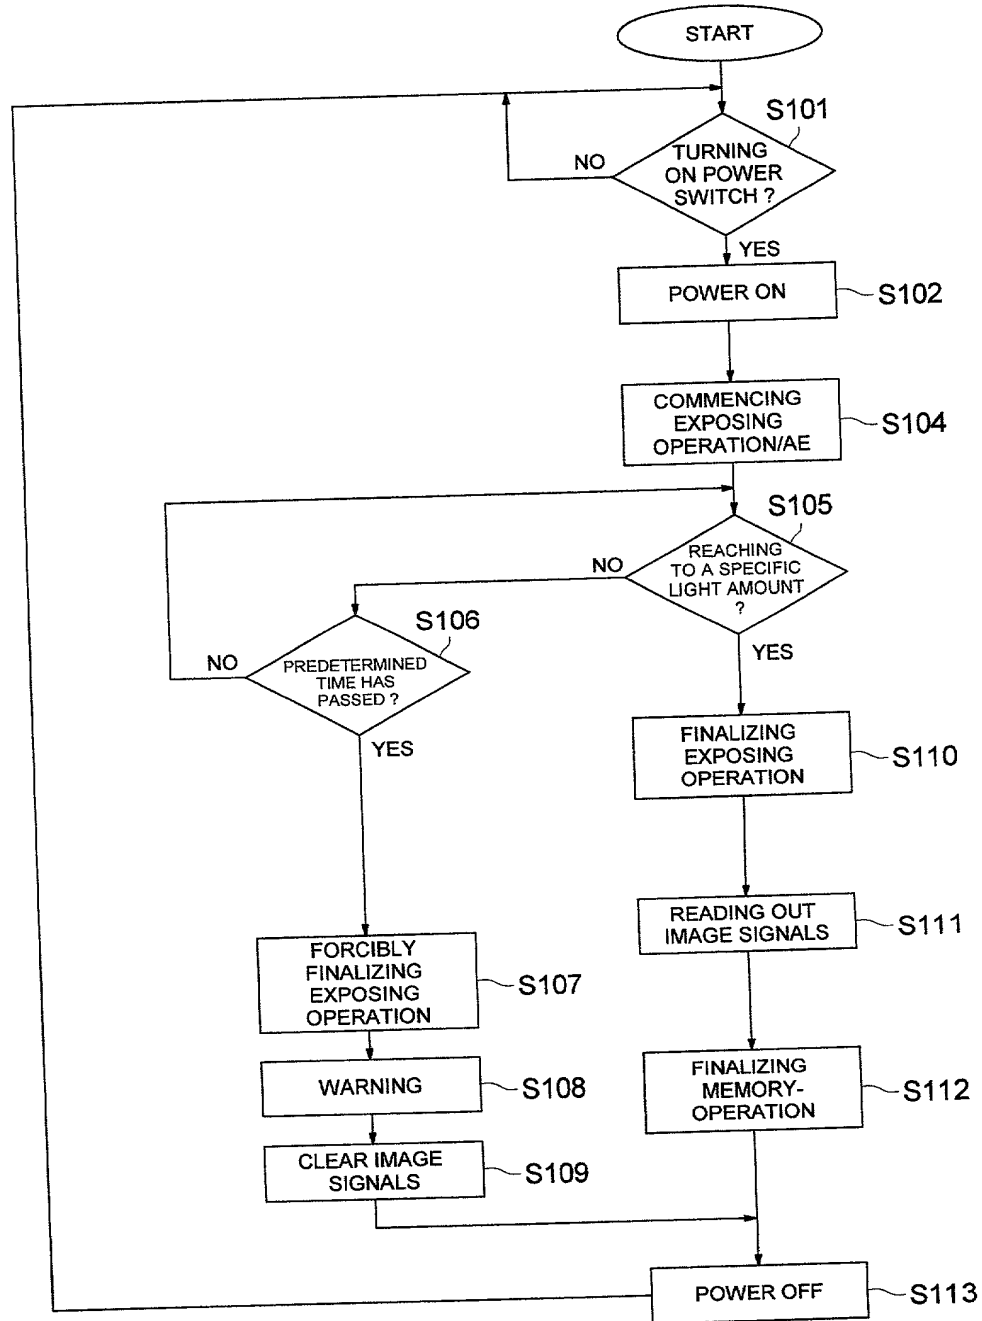 START
S101
TURNING
ON POWER
SWITCH ?
NO
YES
POWER ON
S102
COMMENCING
EXPOSING
OPERATION/AE
S104
S105
REACHING
TO A SPECIFIC
LIGHT AMOUNT
?
NO
YES
S106
PREDETERMINED
TIME HAS
PASSED ?
NO
YES
FINALIZING
EXPOSING
OPERATION
S110
READING OUT
IMAGE SIGNALS
S111
FORCIBLY
FINALIZING
EXPOSING
OPERATION
S107
WARNING
S108
FINALIZING
MEMORY-
OPERATION
S112
CLEAR IMAGE
SIGNALS
S109
POWER OFF
S113